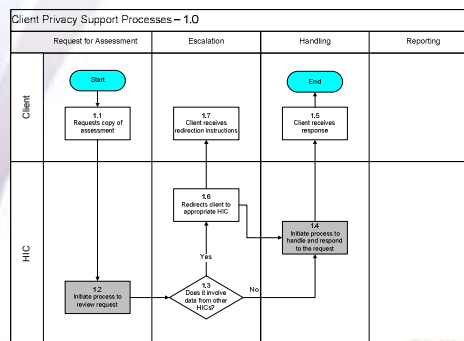 Client Privacy Support Processes – 1.0
Request for Assessment
Escalation
Handling
Reporting
Client
Start
End
1.1
Requests copy of
assessment
1.7
Client receives
redirection instructions
1.5
Client receives
response
HIC
1.6
Redirects client to
appropriate HIC
1.4
Initiate process to
handle and respond
to the request
Yes
1.2
Initiate process to
review request
1.3
Does it involve
data from other
HICs?
No